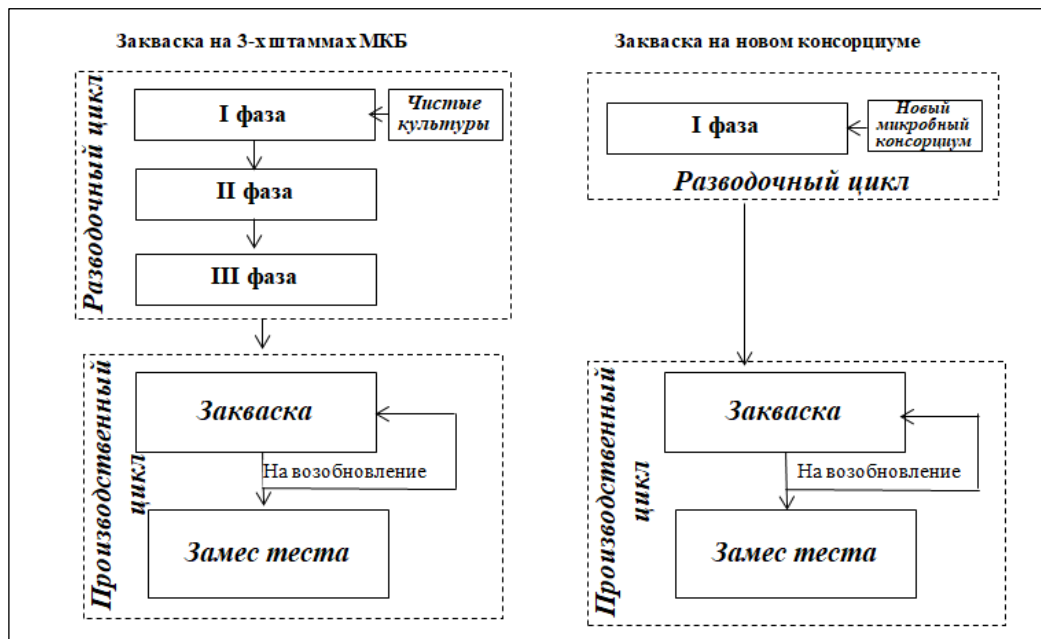 Закваска на 3-х штаммах МКБ
Разводочный цикл
I фаза
Чистые
культуры
II фаза
III фаза
Производственный
цикл
Закваска
На возобновление
Замес теста
Закваска на новом консорциуме
I фаза
Новый
микробный
консорциум
Разводочный цикл
Производственный
цикл
Закваска
На возобновление
Замес теста